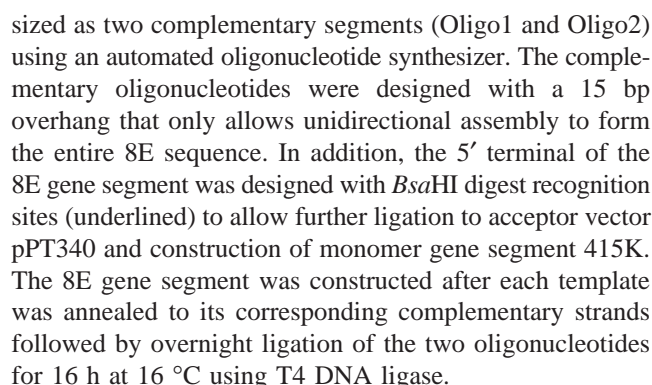 sized as two complementary segments (Oligo1 and Oligo2)
using an automated oligonucleotide synthesizer. The comple-
mentary oligonucleotides were designed with a 15 bp
overhang that only allows unidirectional assembly to form
the entire 8E sequence. In addition, the 5′ terminal of the
8E gene segment was designed with BsaHI digest recognition
sites (underlined) to allow further ligation to acceptor vector
pPT340 and construction of monomer gene segment 415K.
The 8E gene segment was constructed after each template
was annealed to its corresponding complementary strands
followed by overnight ligation of the two oligonucleotides
for 16 h at 16 °C using T4 DNA ligase.